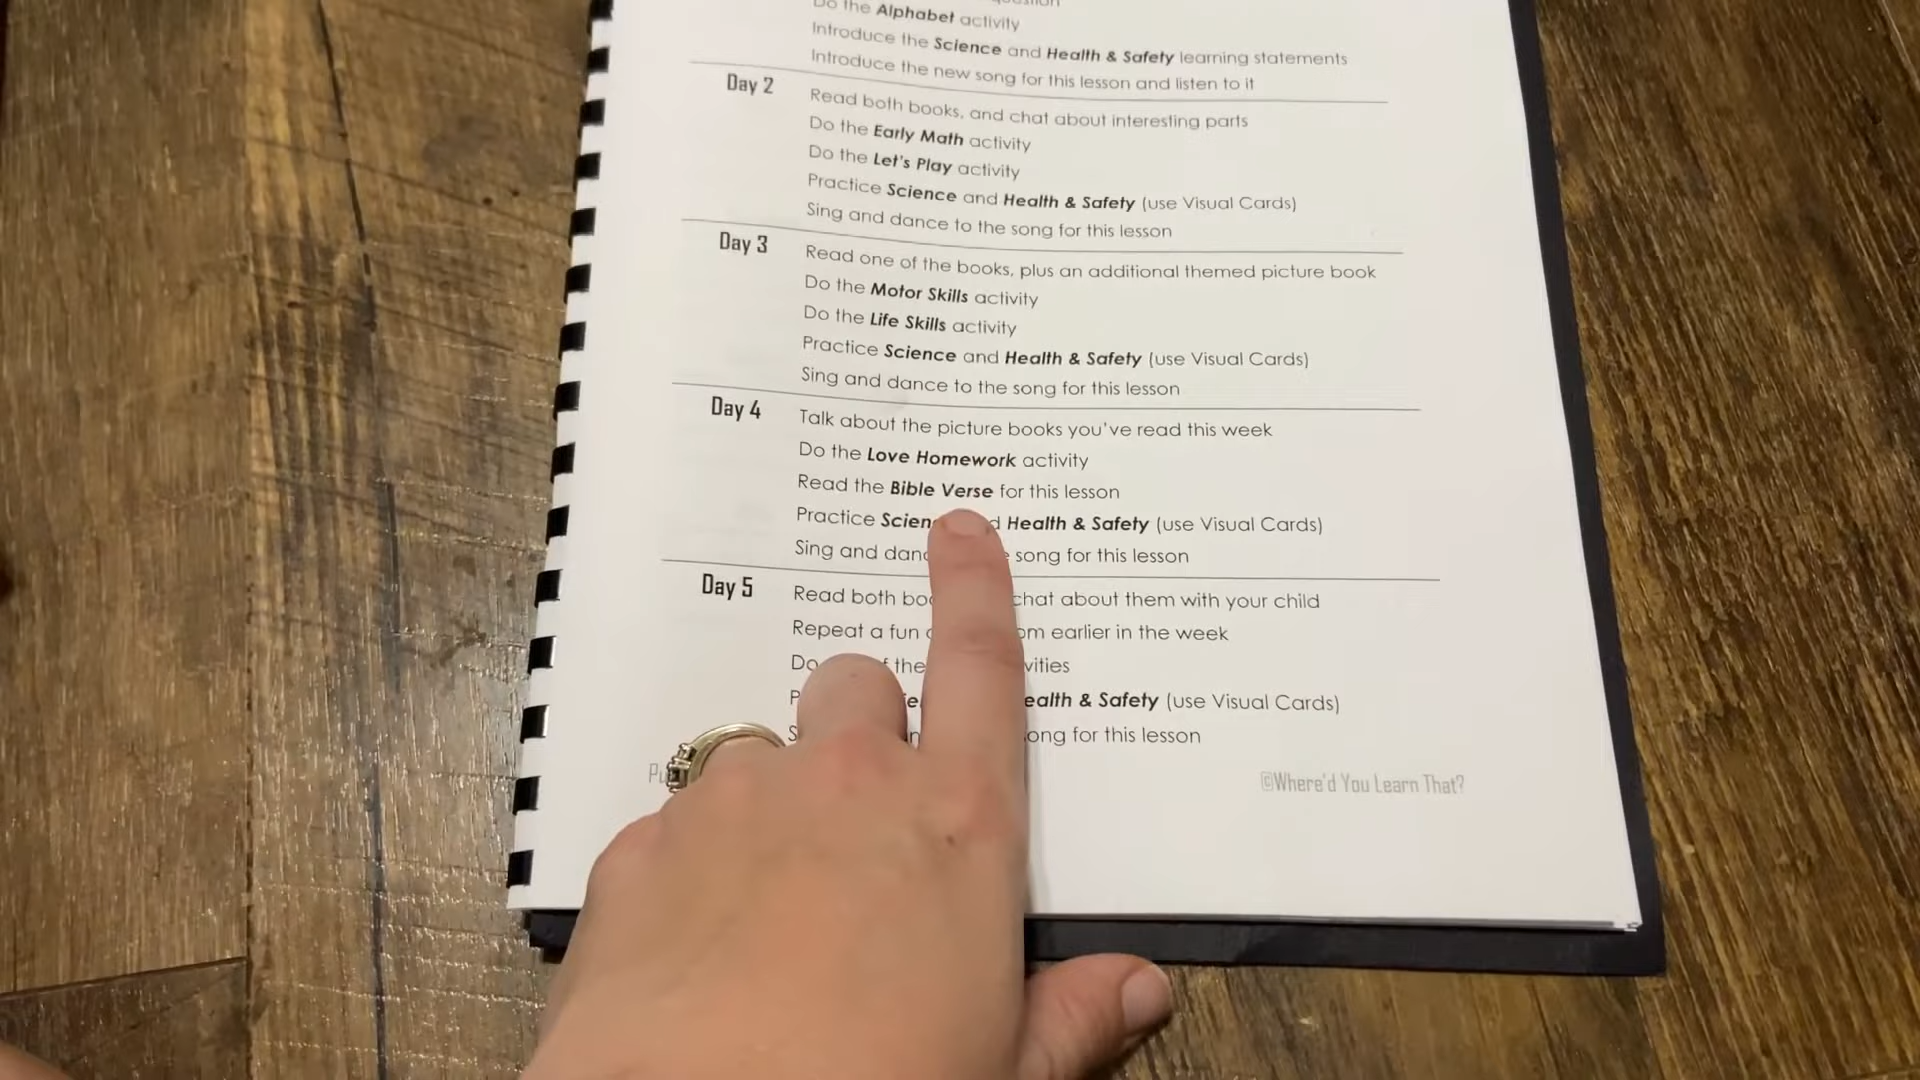 Do the Alphabet activity
Introduce the Science and Health & Safety learning statements
Introduce the new song for this lesson and listen to it
Day 2
Read both books, and chat about interesting parts
Do the Early Math activity
Do the Let's Play activity
Practice Science and Health & Safety (use Visual Cards)
Sing and dance to the song for this lesson
Day 3
Read one of the books, plus an additional themed picture book
Do the Motor Skills activity
Do the Life Skills activity
Practice Science and Health & Safety (use Visual Cards)
Sing and dance to the song for this lesson
Day 4
Talk about the picture books you've read this week
Do the Love Homework activity
Read the Bible Verse for this lesson
Practice Health & Safety (use Visual Cards)
Sing and song for this lesson
Day 5
Read both chat about them with your child
Repeat a fun earlier in the week
the
Health & Safety (use Visual Cards)
song for this lesson
©Where'd You Learn That?